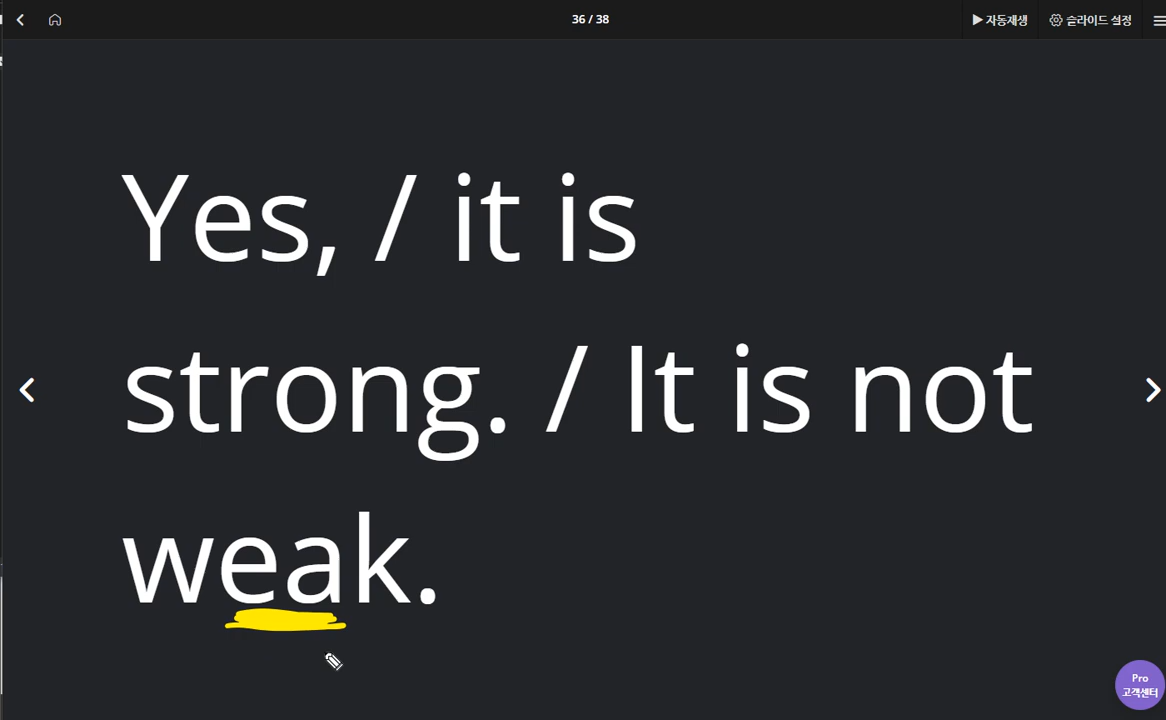 36 / 38
▶ 자동재생
슬라이드 설정
Yes, / it is
strong. / It is not
weak.
Pro
고객센터